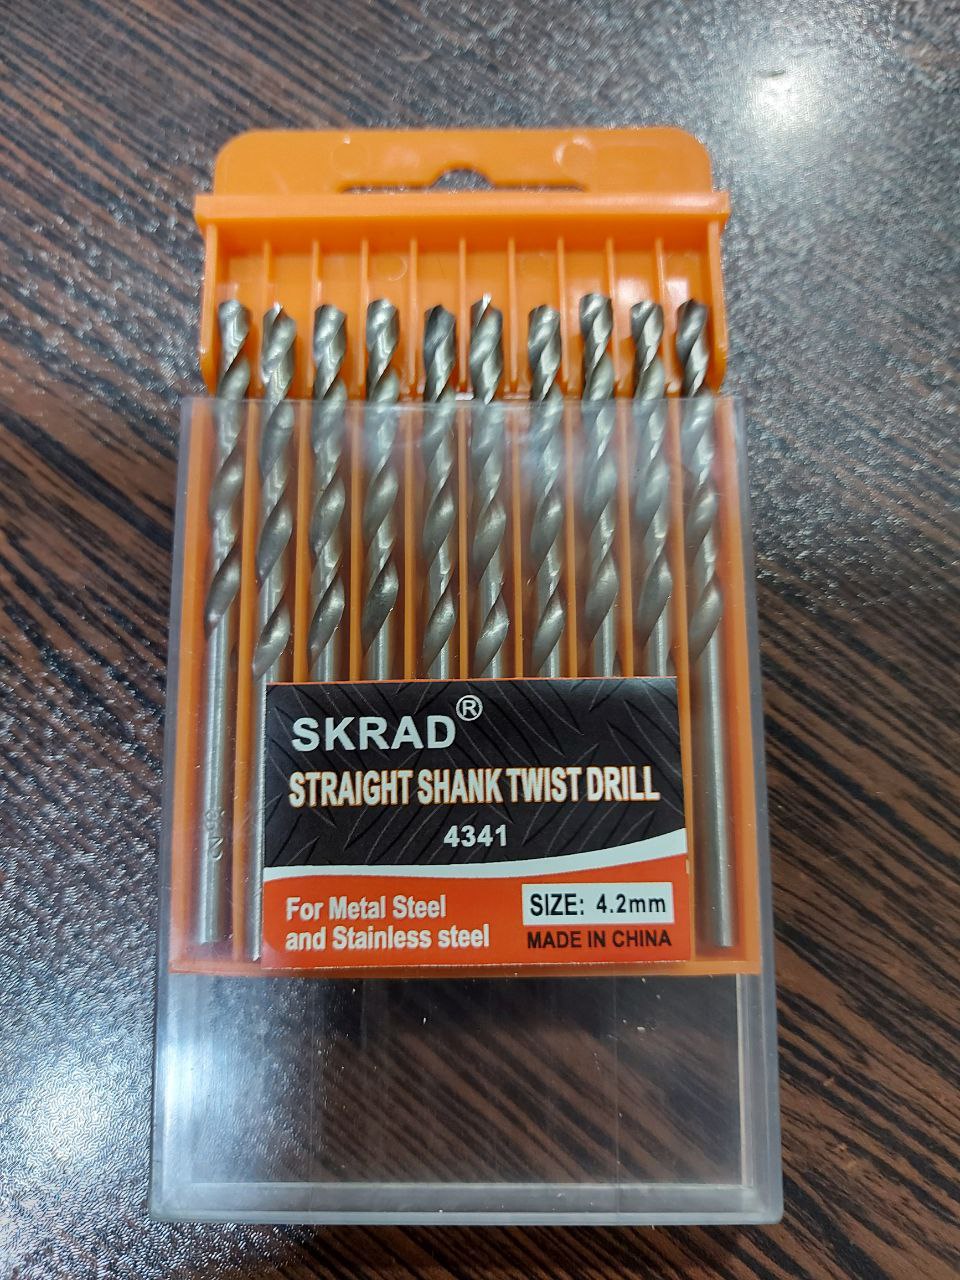 SKRAD®
STRAIGHT SHANK TWIST DRILL
4341
For Metal Steel
and Stainless steel
SIZE: 4.2mm
MADE IN CHINA